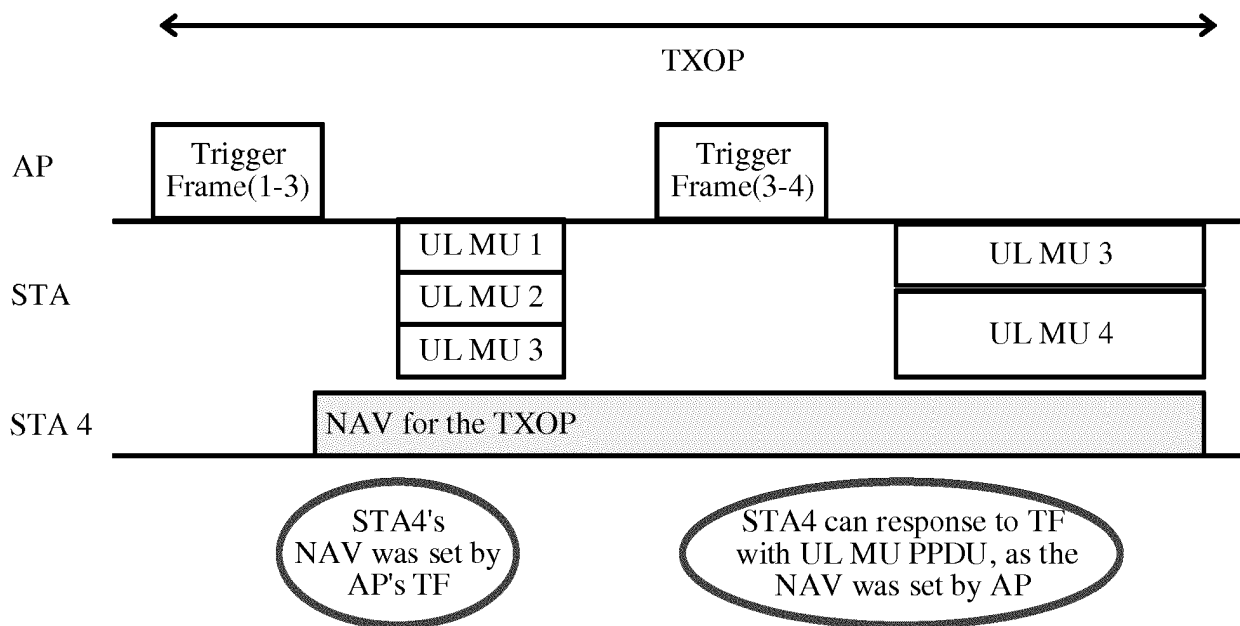 TXOP
AP
Trigger
Frame(1-3)
Trigger
Frame(3-4)
STA
UL MU 1
UL MU 2
UL MU 3
UL MU 3
UL MU 4
STA 4
NAV for the TXOP
STA4's
NAV was set by
AP's TF
STA4 can response to TF
with UL MU PPDU, as the
NAV was set by AP